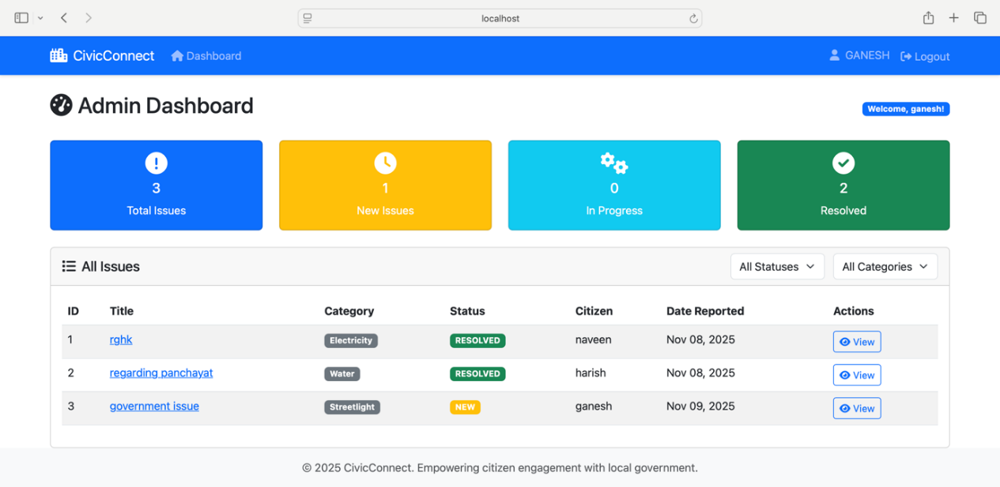 localhost
CivicConnect Dashboard GANESH Logout
Admin Dashboard
Welcome, ganesh!
3
Total Issues
1
New Issues
0
In Progress
2
Resolved
All Issues All Statuses All Categories
ID Title Category Status Citizen Date Reported Actions
1 rghk Electricity RESOLVED naveen Nov 08, 2025 View
2 regarding panchayat Water RESOLVED harish Nov 08, 2025 View
3 government issue Streetlight NEW ganesh Nov 09, 2025 View
© 2025 CivicConnect. Empowering citizen engagement with local government.